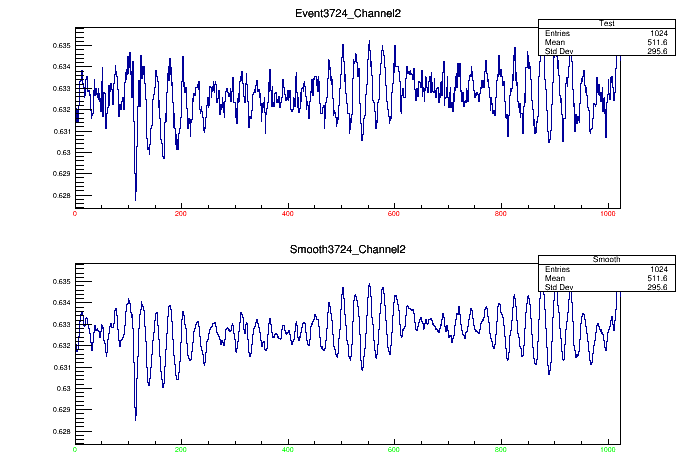 Event3724_Channel2
Test
Entries 1024
Mean 511.6
Std Dev 295.6
0.635
0.634
0.633
0.632
0.631
0.63
0.629
0.628
0 200 400 600 800 1000
Smooth3724_Channel2
Smooth
Entries 1024
Mean 511.6
Std Dev 295.6
0.635
0.634
0.633
0.632
0.631
0.63
0.629
0.628
0 200 400 600 800 1000